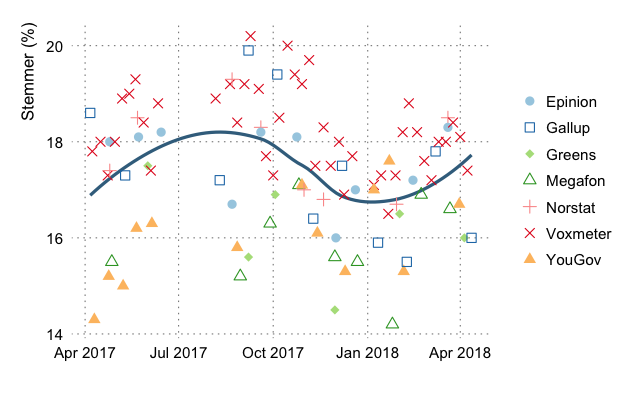 Stemmer (%)
20
18
16
14
Apr 2017 Jul 2017 Oct 2017 Jan 2018 Apr 2018
Epinion
Gallup
Greens
Megafon
Norstat
Voxmeter
YouGov